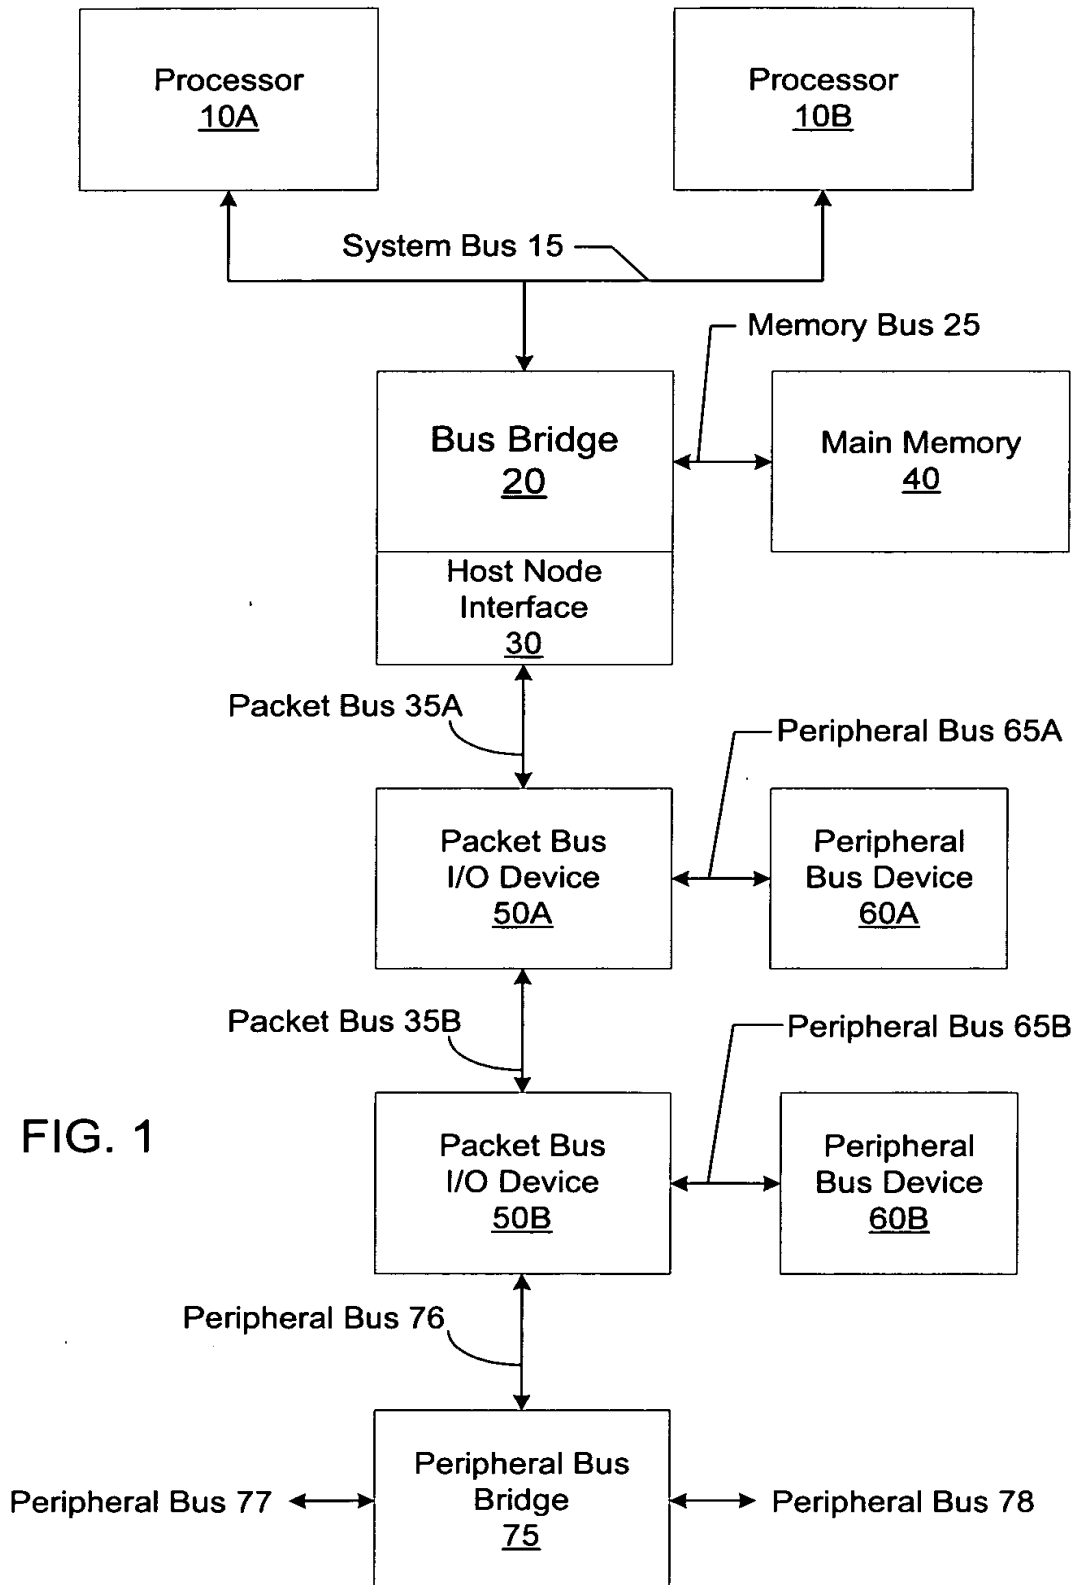 Processor
10A
Processor
10B
System Bus 15
Memory Bus 25
Bus Bridge
20
Main Memory
40
Host Node
Interface
30
Packet Bus 35A
Peripheral Bus 65A
Packet Bus
I/O Device
50A
Peripheral
Bus Device
60A
Packet Bus 35B
Peripheral Bus 65B
FIG. 1
Packet Bus
I/O Device
50B
Peripheral
Bus Device
60B
Peripheral Bus 76
Peripheral Bus
Bridge
75
Peripheral Bus 77
Peripheral Bus 78